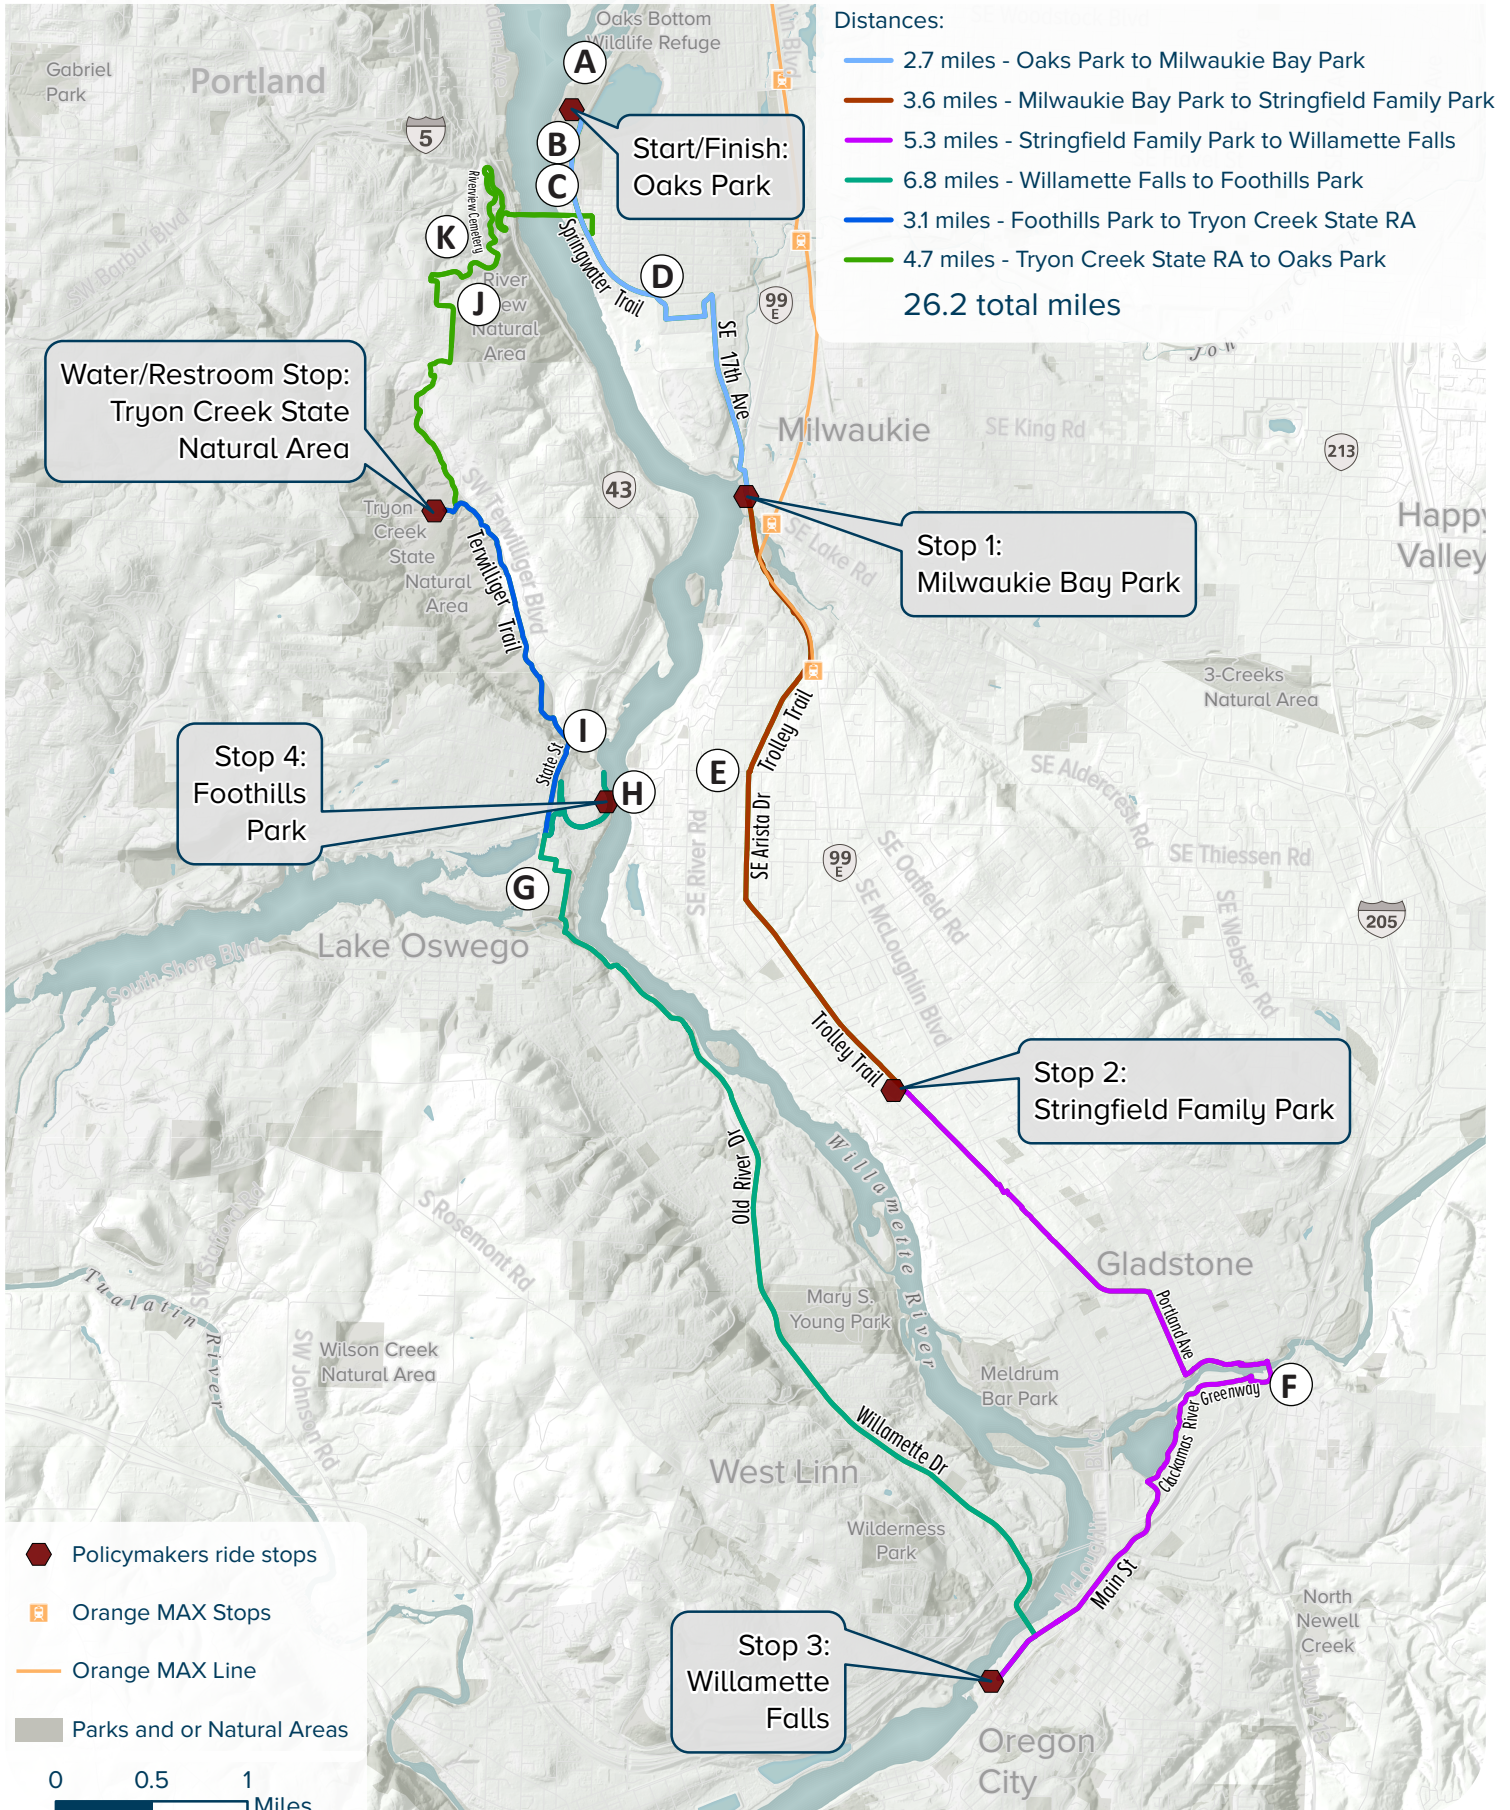 Distances:
2.7 miles - Oaks Park to Milwaukie Bay Park
3.6 miles - Milwaukie Bay Park to Stringfield Family Park
5.3 miles - Stringfield Family Park to Willamette Falls
6.8 miles - Willamette Falls to Foothills Park
3.1 miles - Foothills Park to Tryon Creek State RA
4.7 miles - Tryon Creek State RA to Oaks Park
26.2 total miles
Oaks Bottom
Wildlife Refuge
A
Gabriel
Park
Portland
5
B
C
Start/Finish:
Oaks Park
Riverview Cemetery
K
J
River
View
Natural
Area
Springwater Trail
D
99
E
SE 17th Ave
Water/Restroom Stop:
Tryon Creek State
Natural Area
Milwaukie
SE King Rd
213
43
Tryon
Creek
State
Natural
Area
SW Terwilliger Blvd
Terwilliger Trail
SE Lake Rd
Stop 1:
Milwaukie Bay Park
Happy
Valley
3-Creeks
Natural Area
Trolley Trail
E
SE Arista Dr
SE River Rd
SE Aldercrest Rd
SE Thiessen Rd
SE Webster Rd
99
E
SE Oatfield Rd
SE McLoughlin Blvd
205
I
State St
Stop 4:
Foothills
Park
H
G
Lake Oswego
South Shore Blvd
Trolley Trail
Stop 2:
Stringfield Family Park
Old River Dr
Willamette River
S Rosemont Rd
Tualatin River
Wilson Creek
Natural Area
SW Johnson Rd
Mary S.
Young Park
Gladstone
Portland Ave
Meldrum
Bar Park
F
Clackamas River Greenway
Willamette Dr
West Linn
Wilderness
Park
Main St
North
Newell
Creek
Stop 3:
Willamette
Falls
Oregon
City
Policymakers ride stops
Orange MAX Stops
Orange MAX Line
Parks and or Natural Areas
0 0.5 1
Miles